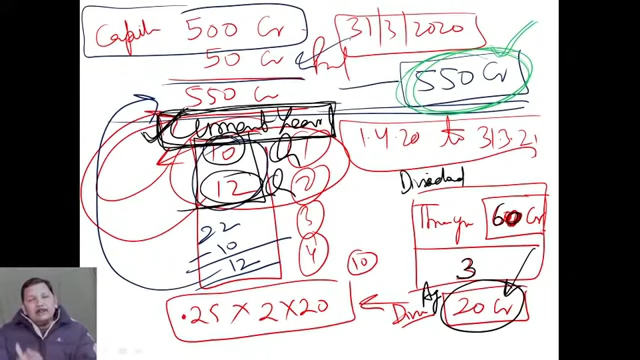 Capital 500 Cr
50 Cr
550 Cr
31/3/2020
550 Cr
Current Year
1.4.20 to 31.3.21
10 Q 1
12 Q 2
3
22
10
12
4
10
Dividend
Through 60 Cr
3
Div 20 Cr
.25 X 2 X 20